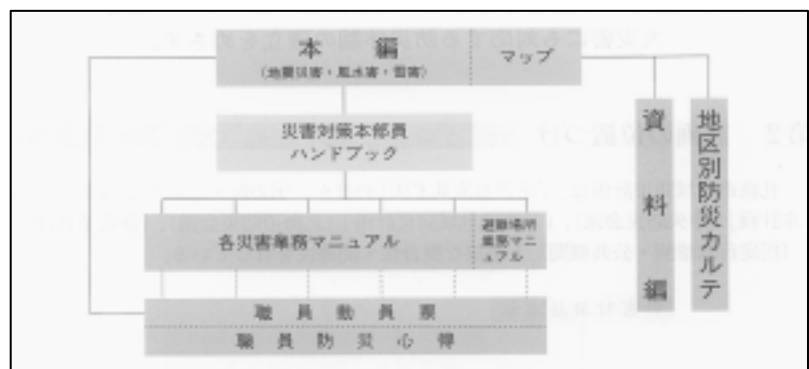 本 編
(地震災害・風水害・雪害)
マップ
災害対策本部員
ハンドブック
各災害業務マニュアル
避難場所
業務マニ
ュアル
職 員 動 員 票
職 員 防 災 心 得
資 料 編
地区別防災カルテ